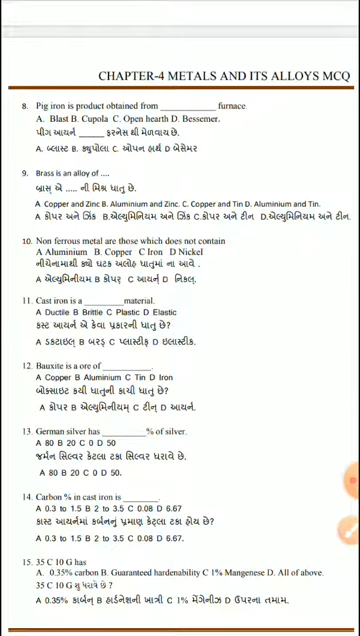 CHAPTER-4 METALS AND ITS ALLOYS MCQ
8. Pig iron is product obtained from __________ furnace.
A. Blast B. Cupola C. Open hearth D. Bessemer.
પીગ આયર્ન _____ ફરનેસ થી મેળવાય છે.
A. બ્લાસ્ટ B. ક્યુપોલા C. ઓપન હાર્થ D બેસેમર
9. Brass is an alloy of ....
બ્રાસ એ ..... ની મિશ્ર ધાતુ છે.
A Copper and Zinc B. Aluminium and Zinc. C. Copper and Tin D. Aluminium and Tin.
A કોપર અને ઝિંક B.એલ્યુમિનિયમ અને ઝિંક C.કોપર અને ટીન D.એલ્યુમિનિયમ અને ટીન.
10. Non ferrous metal are those which does not contain
A Aluminium B. Copper C Iron D Nickel
નીચેનામાથી ક્યો ઘટક અલોહ ધાતુમાં ના આવે .
A એલ્યુમિનીયમ B કોપર C આયર્ન D નિકલ.
11. Cast iron is a ________material.
A Ductile B Brittle C Plastic D Elastic
કસ્ટ આયર્ન એ કેવા પ્રકારની ધાતુ છે?
A ડકટાઇલ B બરડ C પ્લાસ્ટીક D ઇલાસ્ટીક.
12. Bauxite is a ore of __________.
A Copper B Aluminium C Tin D Iron
બોક્સાઇટ કયી ધાતુની કાચી ધાતુ છે?
A કોપર B એલ્યુમિનીયમ C ટીન D આયર્ન.
13. German silver has _________% of silver.
A 80 B 20 C 0 D 50
જર્મન સિલ્વર કેટલા ટકા સિલ્વર ધરાવે છે.
A 80 B 20 C 0 D 50.
14. Carbon % in cast iron is _______.
A 0.3 to 1.5 B 2 to 3.5 C 0.08 D 6.67
કાસ્ટ આયર્નમાં કર્બનનું પ્રમાણ કેટલા ટકા હોય છે?
A 0.3 to 1.5 B 2 to 3.5 C 0.08 D 6.67.
15. 35 C 10 G has
A. 0.35% carbon B. Guaranteed hardenability C 1% Mangenese D. All of above.
35 C 10 G શુ ધરાવે છે ?
A 0.35% કાર્બન B હાર્ડનેશની ખાત્રી C 1% મેંગેનીઝ D ઉપરના તમામ.